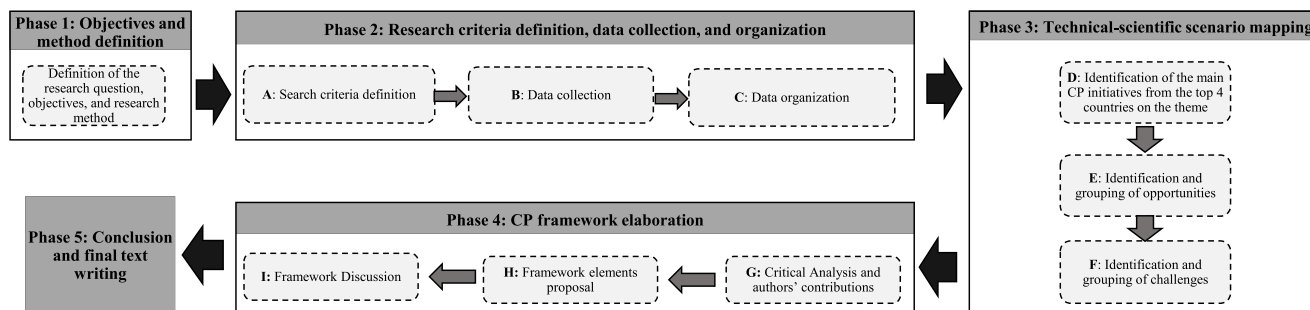 Phase 1: Objectives and
method definition
Definition of the
research question,
objectives, and research
method
Phase 2: Research criteria definition, data collection, and organization
A: Search criteria definition
B: Data collection
C: Data organization
Phase 3: Technical-scientific scenario mapping
D: Identification of the main
CP initiatives from the top 4
countries on the theme
E: Identification and
grouping of opportunities
F: Identification and
grouping of challenges
Phase 4: CP framework elaboration
G: Critical Analysis and
authors’ contributions
H: Framework elements
proposal
I: Framework Discussion
Phase 5: Conclusion
and final text
writing